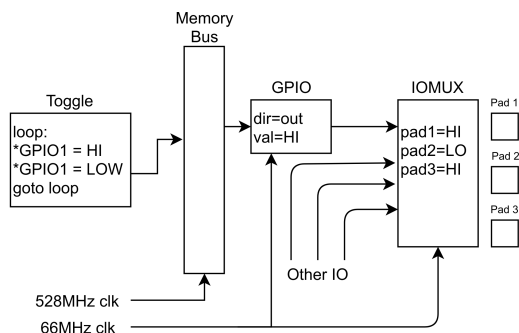 Memory
Bus
Toggle
loop:
*GPIO1 = HI
*GPIO1 = LOW
goto loop
GPIO
dir=out
val=HI
IOMUX
pad1=HI
pad2=LO
pad3=HI
Pad 1
Pad 2
Pad 3
Other IO
528MHz clk
66MHz clk